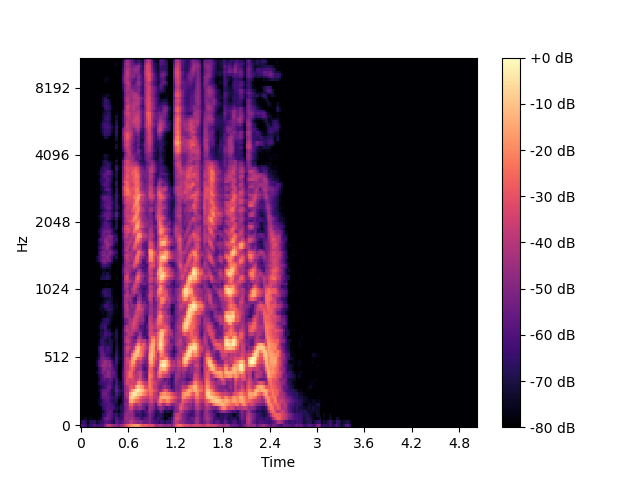 +0 dB
8192
-10 dB
4096
-20 dB
-30 dB
2048
Hz
-40 dB
1024
-50 dB
512
-60 dB
-70 dB
0
-80 dB
0 0.6 1.2 1.8 2.4 3 3.6 4.2 4.8
Time